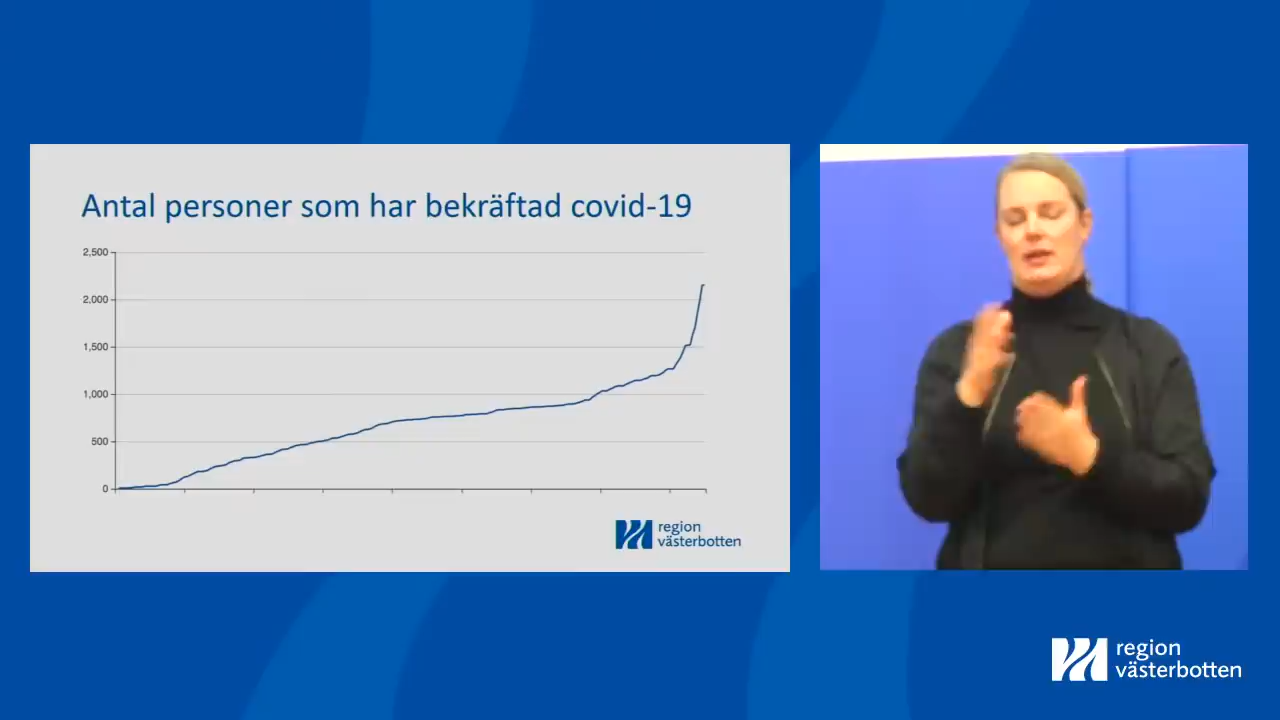 Antal personer som har bekräftad covid-19
2,500
2,000
1,500
1,000
500
0
region
västerbotten
region
västerbotten